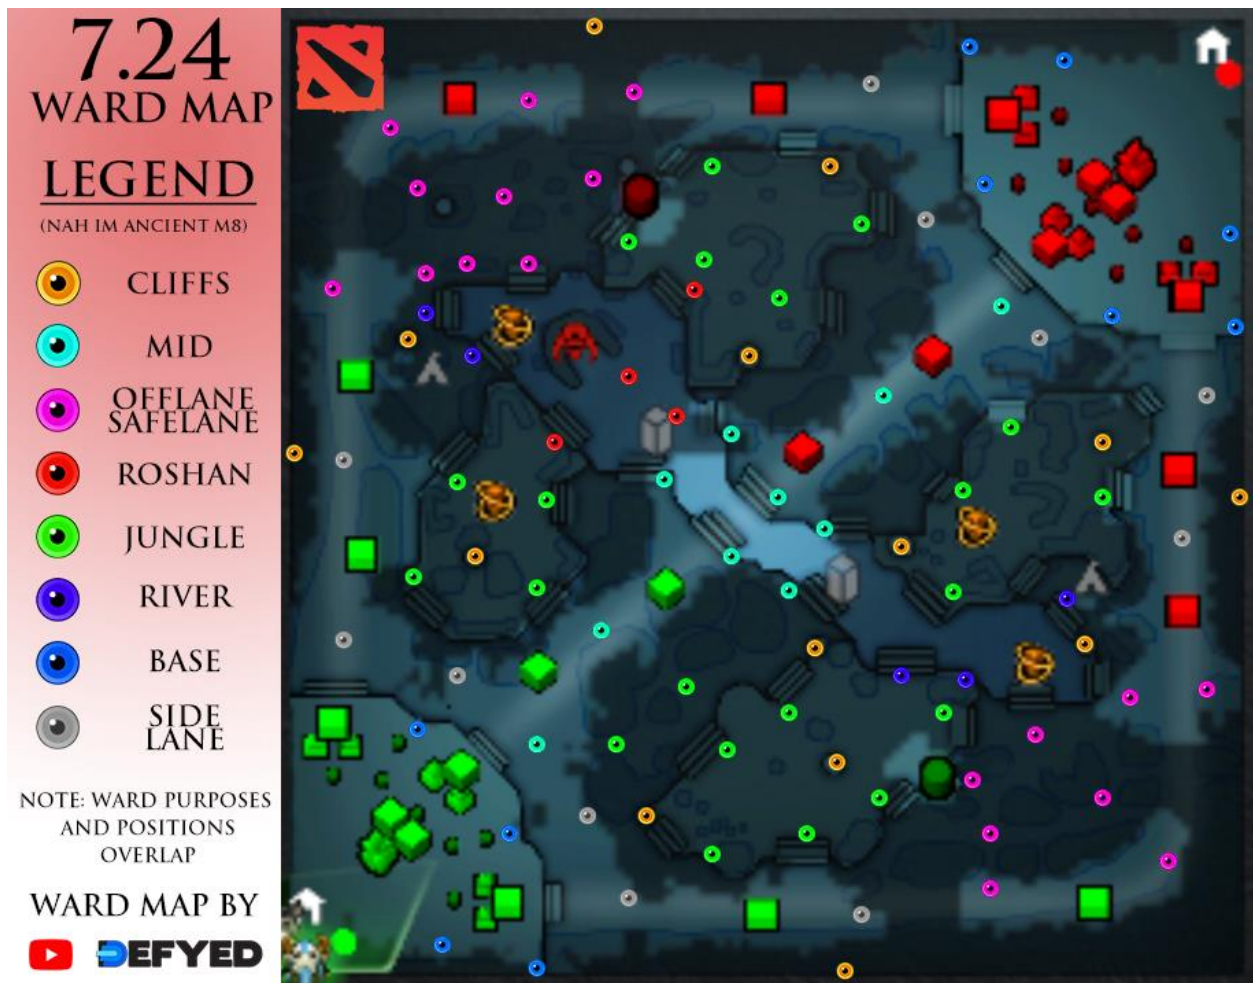 7.24
WARD MAP
LEGEND
(NAH IM ANCIENT M8)
CLIFFS
MID
OFFLANE
SAFELANE
ROSHAN
JUNGLE
RIVER
BASE
SIDE
LANE
NOTE: WARD PURPOSES
AND POSITIONS
OVERLAP
WARD MAP BY
DEFYED